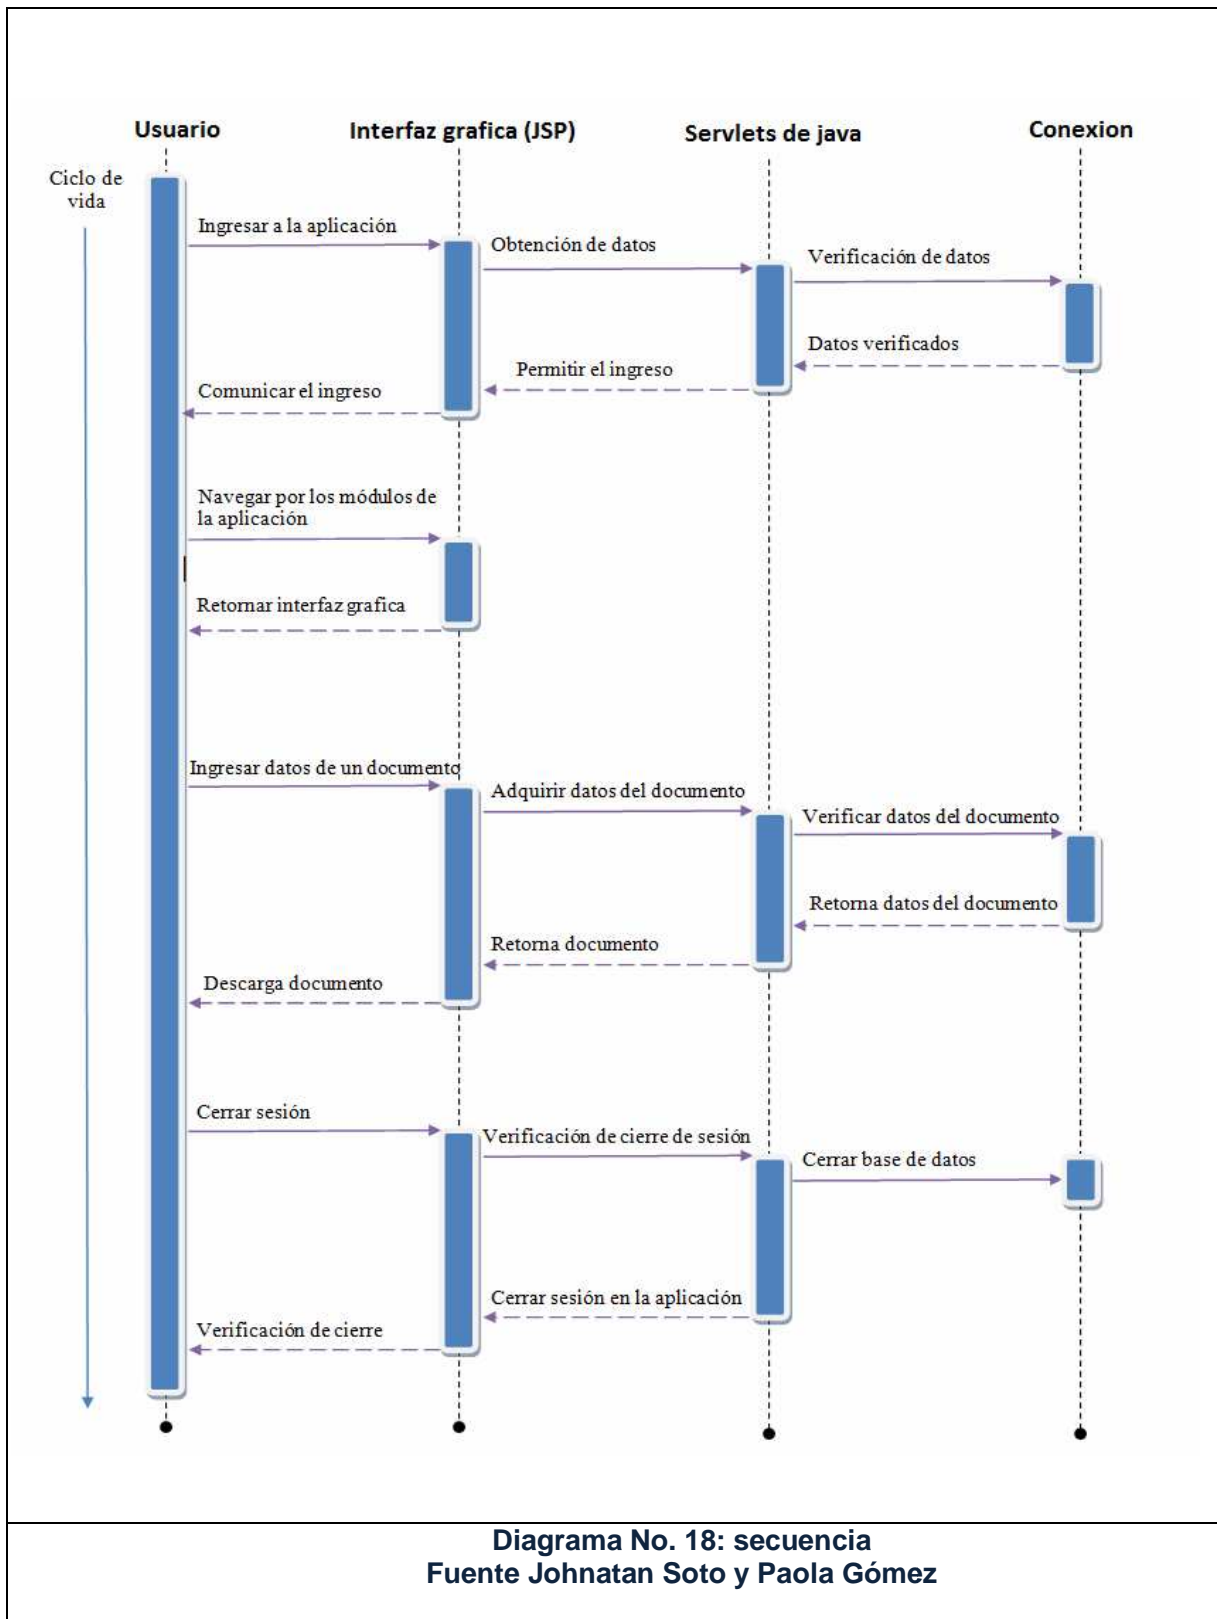 Usuario
Interfaz grafica (JSP)
Servlets de java
Conexion
Ciclo de
vida
Ingresar a la aplicación
Obtención de datos
Verificación de datos
Datos verificados
Permitir el ingreso
Comunicar el ingreso
Navegar por los módulos de
la aplicación
Retornar interfaz grafica
Ingresar datos de un documento
Adquirir datos del documento
Verificar datos del documento
Retorna datos del documento
Retorna documento
Descarga documento
Cerrar sesión
Verificación de cierre de sesión
Cerrar base de datos
Cerrar sesión en la aplicación
Verificación de cierre
Diagrama No. 18: secuencia
Fuente Johnatan Soto y Paola Gómez